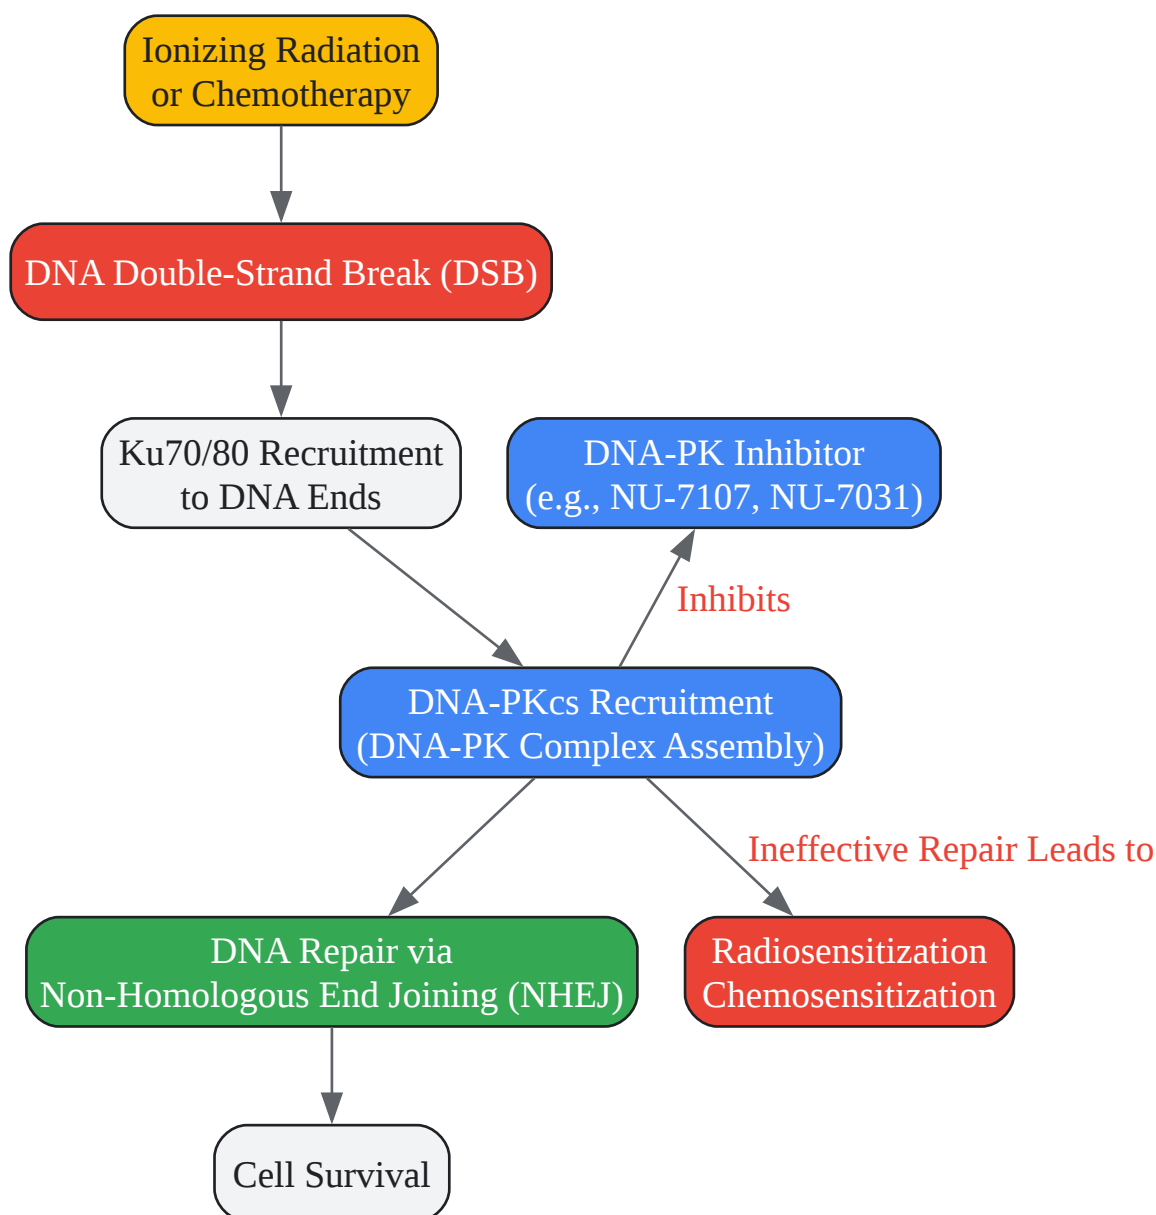 Ionizing Radiation
or Chemotherapy
DNA Double-Strand Break (DSB)
Ku70/80 Recruitment
to DNA Ends
DNA-PK Inhibitor
(e.g., NU-7107, NU-7031)
Inhibits
DNA-PKcs Recruitment
(DNA-PK Complex Assembly)
Ineffective Repair Leads to
DNA Repair via
Non-Homologous End Joining (NHEJ)
Radiosensitization
Chemosensitization
Cell Survival